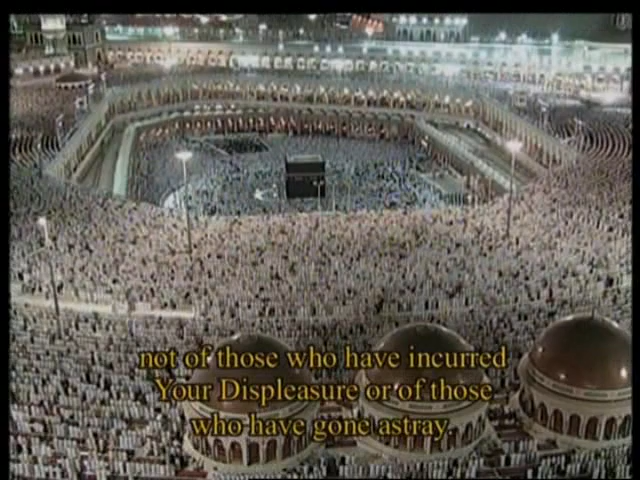 not of those who have incurred
Your Displeasure or of those
who have gone astray.